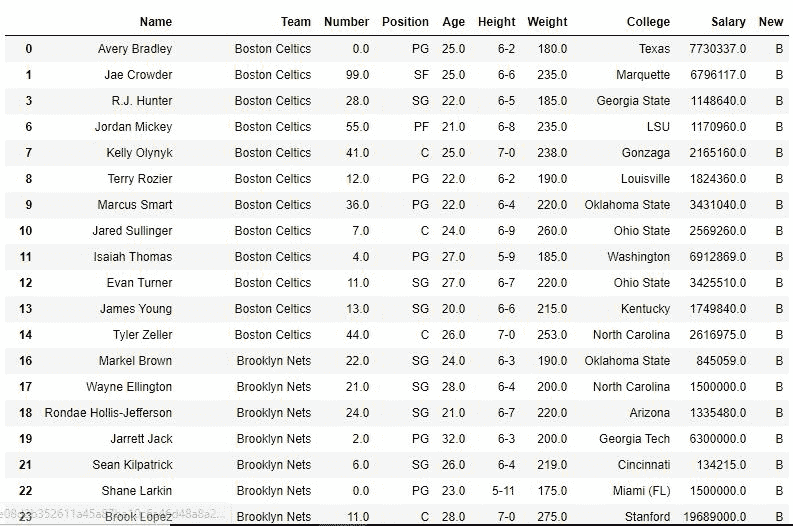 Name Team Number Position Age Height Weight College Salary New
0 Avery Bradley Boston Celtics 0.0 PG 25.0 6-2 180.0 Texas 7730337.0 B
1 Jae Crowder Boston Celtics 99.0 SF 25.0 6-6 235.0 Marquette 6796117.0 B
3 R.J. Hunter Boston Celtics 28.0 SG 22.0 6-5 185.0 Georgia State 1148640.0 B
6 Jordan Mickey Boston Celtics 55.0 PF 21.0 6-8 235.0 LSU 1170960.0 B
7 Kelly Olynyk Boston Celtics 41.0 C 25.0 7-0 238.0 Gonzaga 2165160.0 B
8 Terry Rozier Boston Celtics 12.0 PG 22.0 6-2 190.0 Louisville 1824360.0 B
9 Marcus Smart Boston Celtics 36.0 PG 22.0 6-4 220.0 Oklahoma State 3431040.0 B
10 Jared Sullinger Boston Celtics 7.0 C 24.0 6-9 260.0 Ohio State 2569260.0 B
11 Isaiah Thomas Boston Celtics 4.0 PG 27.0 5-9 185.0 Washington 6912869.0 B
12 Evan Turner Boston Celtics 11.0 SG 27.0 6-7 220.0 Ohio State 3425510.0 B
13 James Young Boston Celtics 13.0 SG 20.0 6-6 215.0 Kentucky 1749840.0 B
14 Tyler Zeller Boston Celtics 44.0 C 26.0 7-0 253.0 North Carolina 2616975.0 B
16 Markel Brown Brooklyn Nets 22.0 SG 24.0 6-3 190.0 Oklahoma State 845059.0 B
17 Wayne Ellington Brooklyn Nets 21.0 SG 28.0 6-4 200.0 North Carolina 1500000.0 B
18 Rondae Hollis-Jefferson Brooklyn Nets 24.0 SG 21.0 6-7 220.0 Arizona 1335480.0 B
19 Jarrett Jack Brooklyn Nets 2.0 PG 32.0 6-3 200.0 Georgia Tech 6300000.0 B
21 Sean Kilpatrick Brooklyn Nets 6.0 SG 26.0 6-4 219.0 Cincinnati 134215.0 B
22 Shane Larkin Brooklyn Nets 0.0 PG 23.0 5-11 175.0 Miami (FL) 1500000.0 B
23 Brook Lopez Brooklyn Nets 11.0 C 28.0 7-0 275.0 Stanford 19689000.0 B